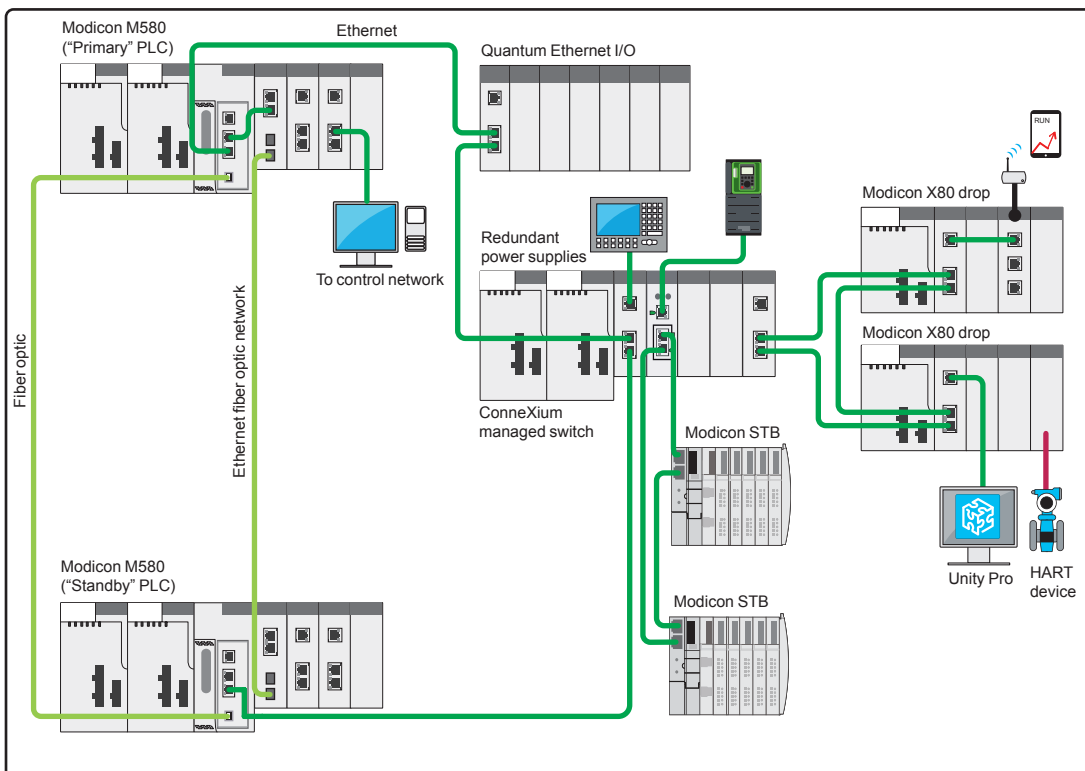 Modicon M580
("Primary" PLC)
Ethernet
Quantum Ethernet I/O
RUN
Modicon X80 drop
To control network
Redundant
power supplies
Fiber optic
Ethernet fiber optic network
Modicon X80 drop
ConneXium
managed switch
Modicon STB
Unity Pro
HART
device
Modicon M580
("Standby" PLC)
Modicon STB